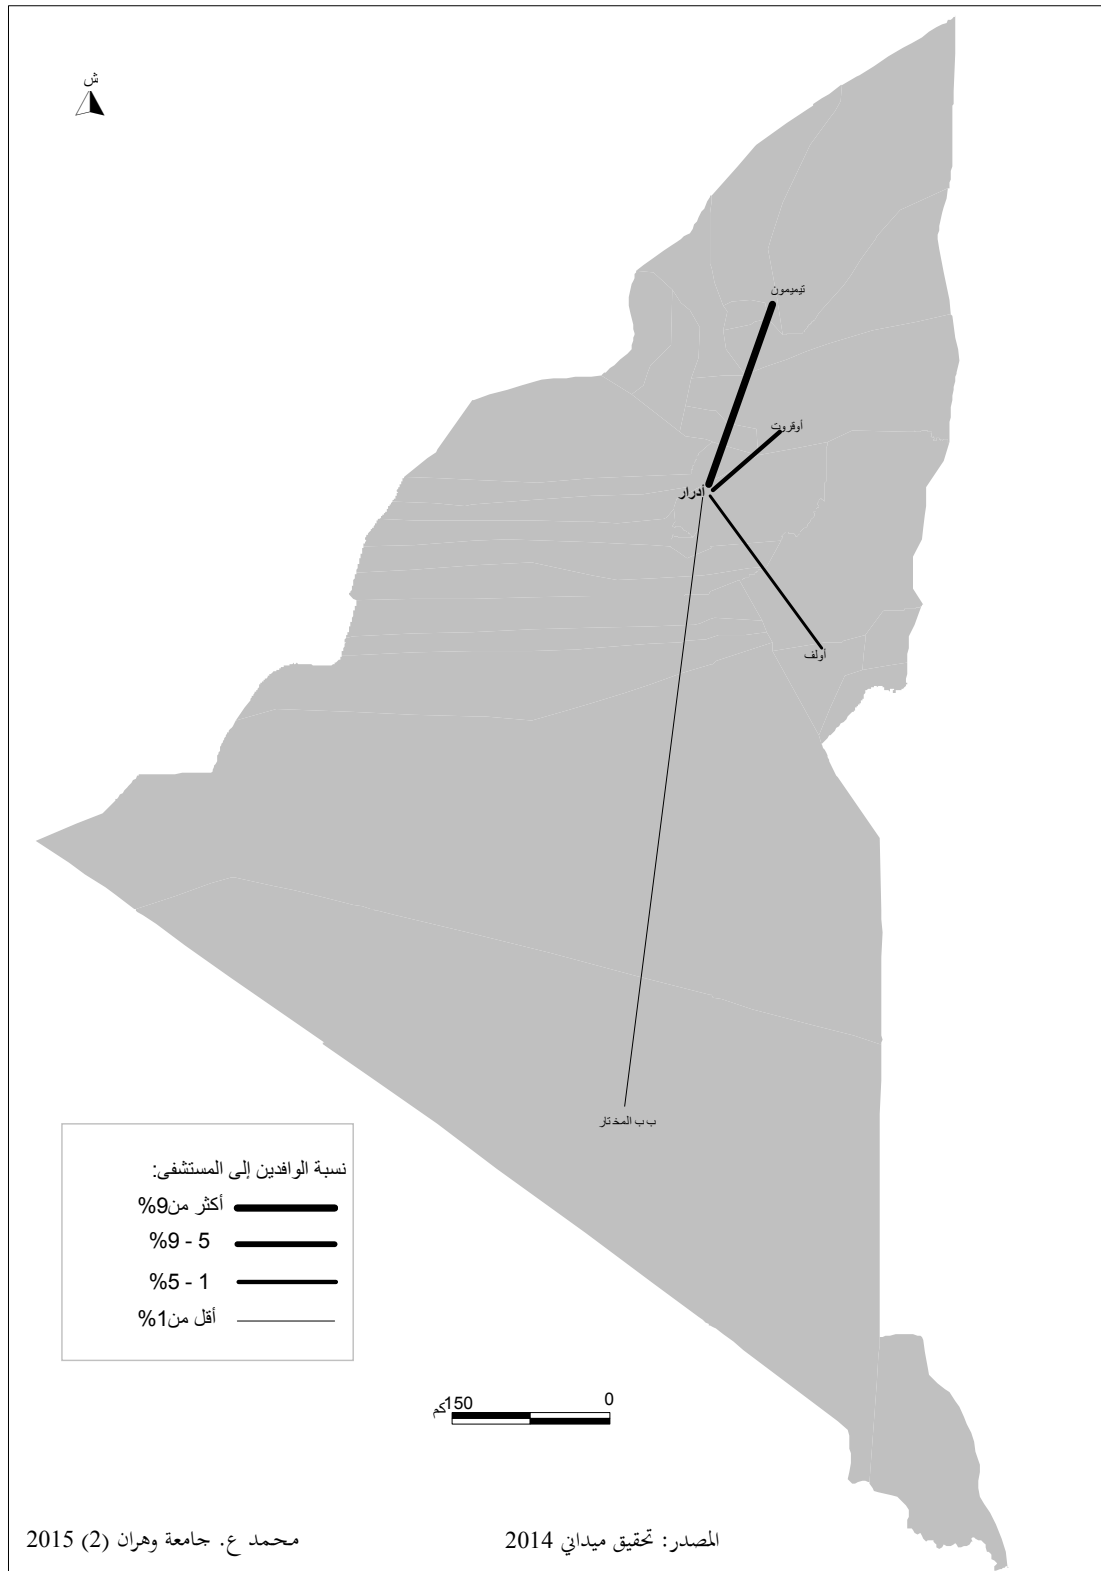 ش
تيميمون
أوقروت
أدرار
أولف
ب ب المختار
نسبة الوافدين إلى المستشفى:
أكثر من9%
5 - 9%
1 - 5%
أقل من1%
0
150كم
المصدر: تحقيق ميداني 2014
محمد ع. جامعة وهران (2) 2015